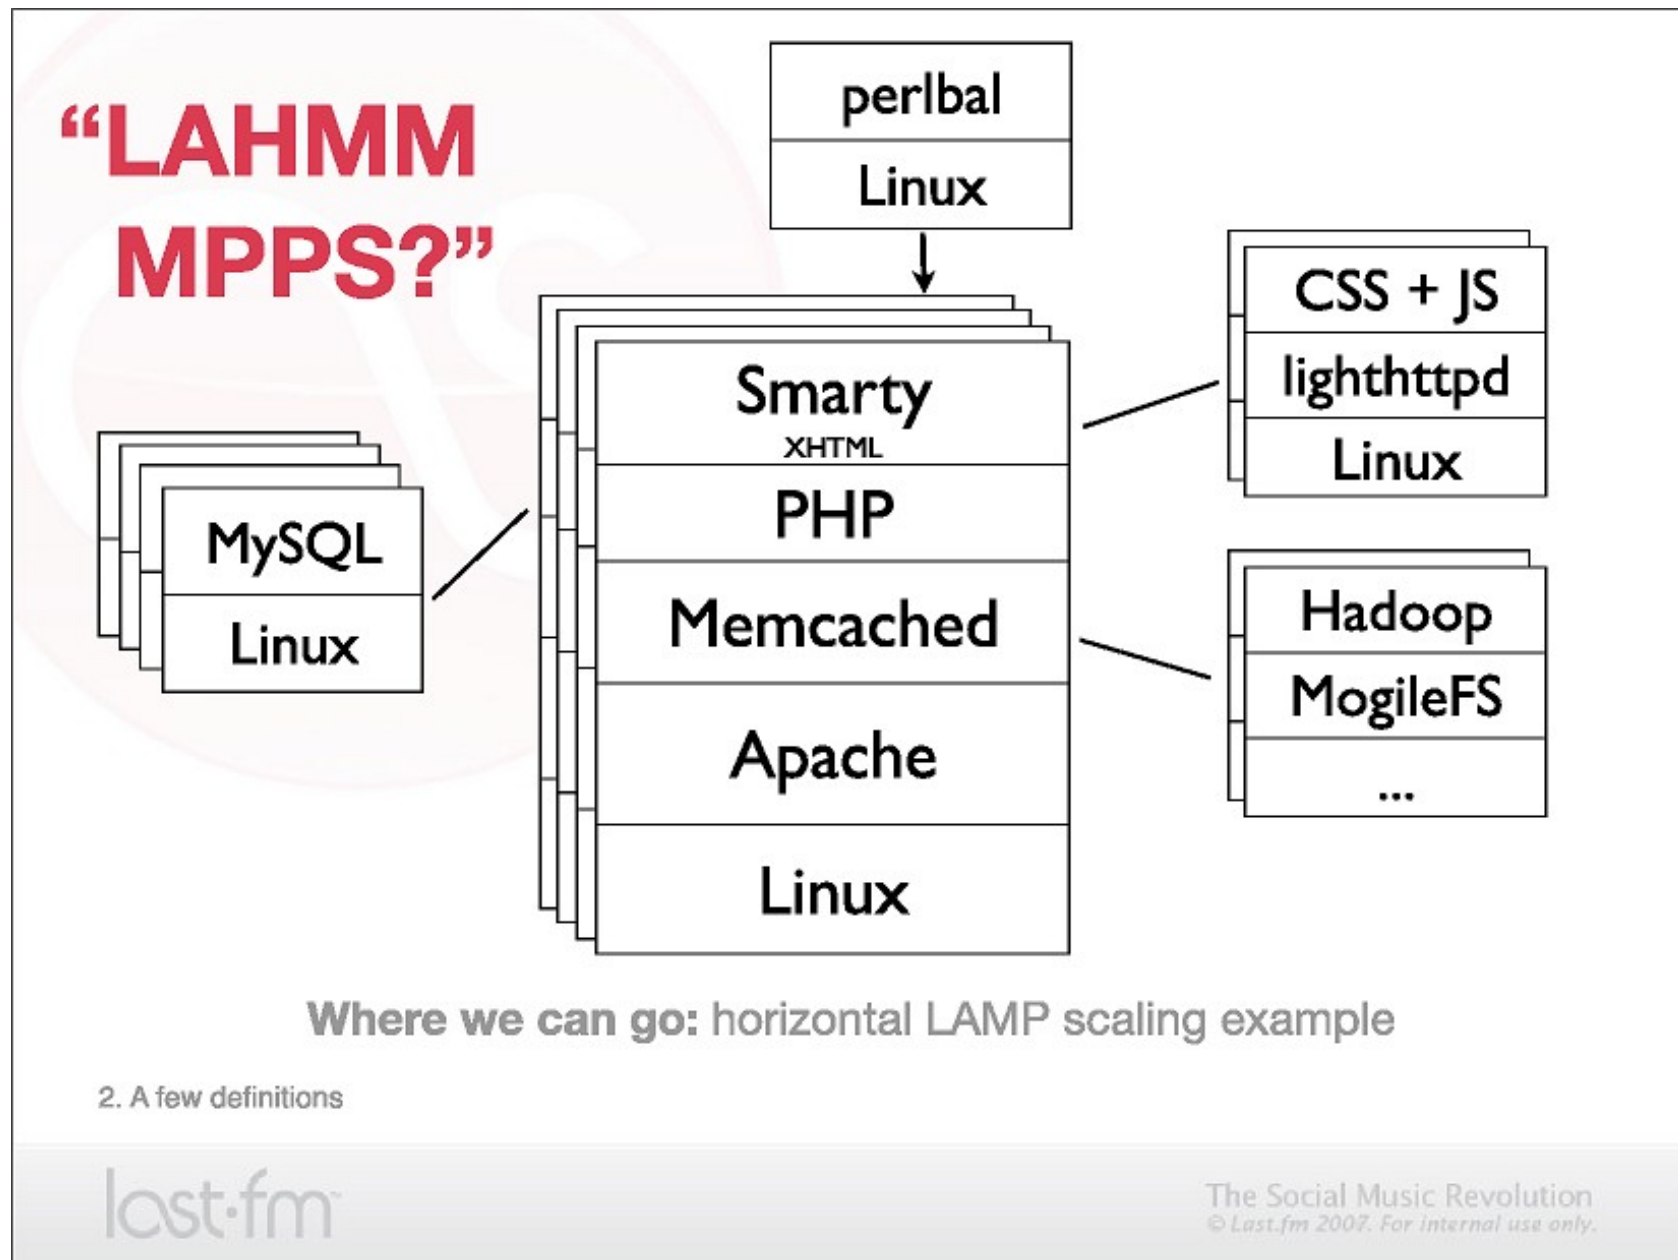 “LAHMM
MPPS?”
perlbal
Linux
CSS + JS
lighthttpd
Linux
Smarty
XHTML
PHP
Memcached
Apache
Linux
MySQL
Linux
Hadoop
MogileFS
...
Where we can go: horizontal LAMP scaling example
2. A few definitions
last.fm
The Social Music Revolution
© Last.fm 2007. For internal use only.